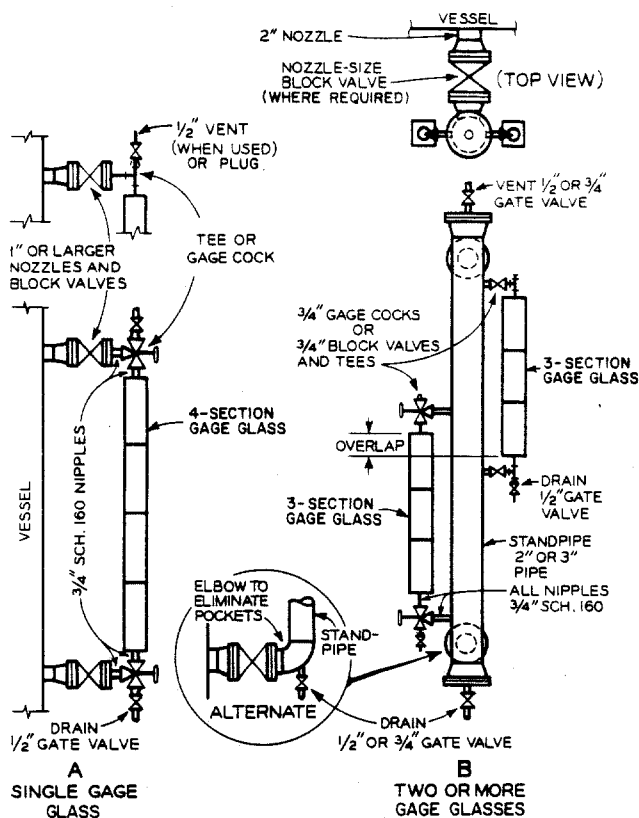 VESSEL
2" NOZZLE
NOZZLE-SIZE
BLOCK VALVE
(WHERE REQUIRED)
(TOP VIEW)
1/2" VENT
(WHEN USED)
OR PLUG
TEE OR
GAGE COCK
1" OR LARGER
NOZZLES AND
BLOCK VALVES
VENT 1/2" OR 3/4"
GATE VALVE
3/4" GAGE COCKS
OR
3/4" BLOCK VALVES
AND TEES
3-SECTION
GAGE GLASS
4-SECTION
GAGE GLASS
OVERLAP
3-SECTION
GAGE GLASS
VESSEL
3/4" SCH. 160 NIPPLES
DRAIN
1/2" GATE
VALVE
STANDPIPE
2" OR 3"
PIPE
ALL NIPPLES
3/4" SCH. 160
ELBOW TO
ELIMINATE
POCKETS
STAND-
PIPE
ALTERNATE
DRAIN
1/2" GATE VALVE
DRAIN
1/2" OR 3/4" GATE VALVE
A
SINGLE GAGE
GLASS
B
TWO OR MORE
GAGE GLASSES